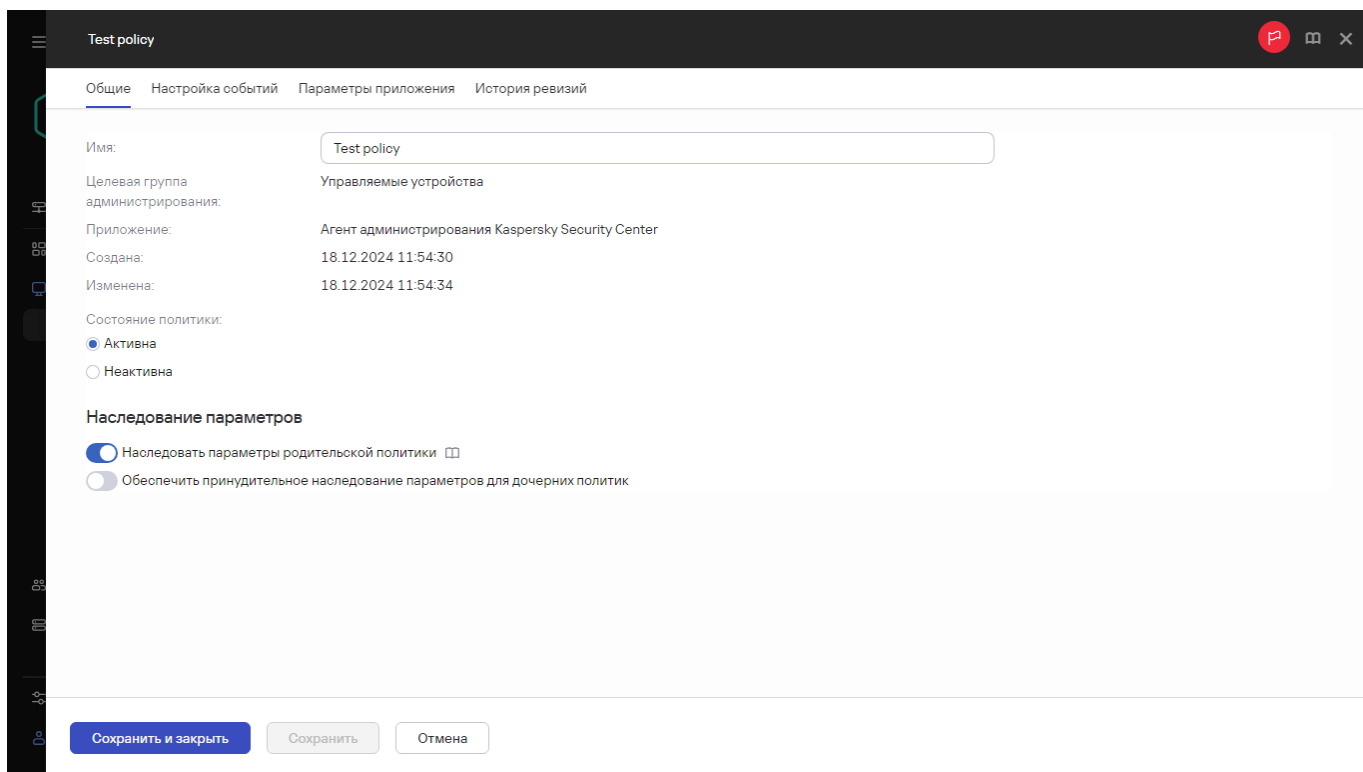 Test policy
Общие Настройка событий Параметры приложения История ревизий
Имя: Test policy
Целевая группа администрирования: Управляемые устройства
Приложение: Агент администрирования Kaspersky Security Center
Создана: 18.12.2024 11:54:30
Изменена: 18.12.2024 11:54:34
Состояние политики:
Активна
Неактивна
Наследование параметров
Наследовать параметры родительской политики
Обеспечить принудительное наследование параметров для дочерних политик
Сохранить и закрыть Сохранить Отмена